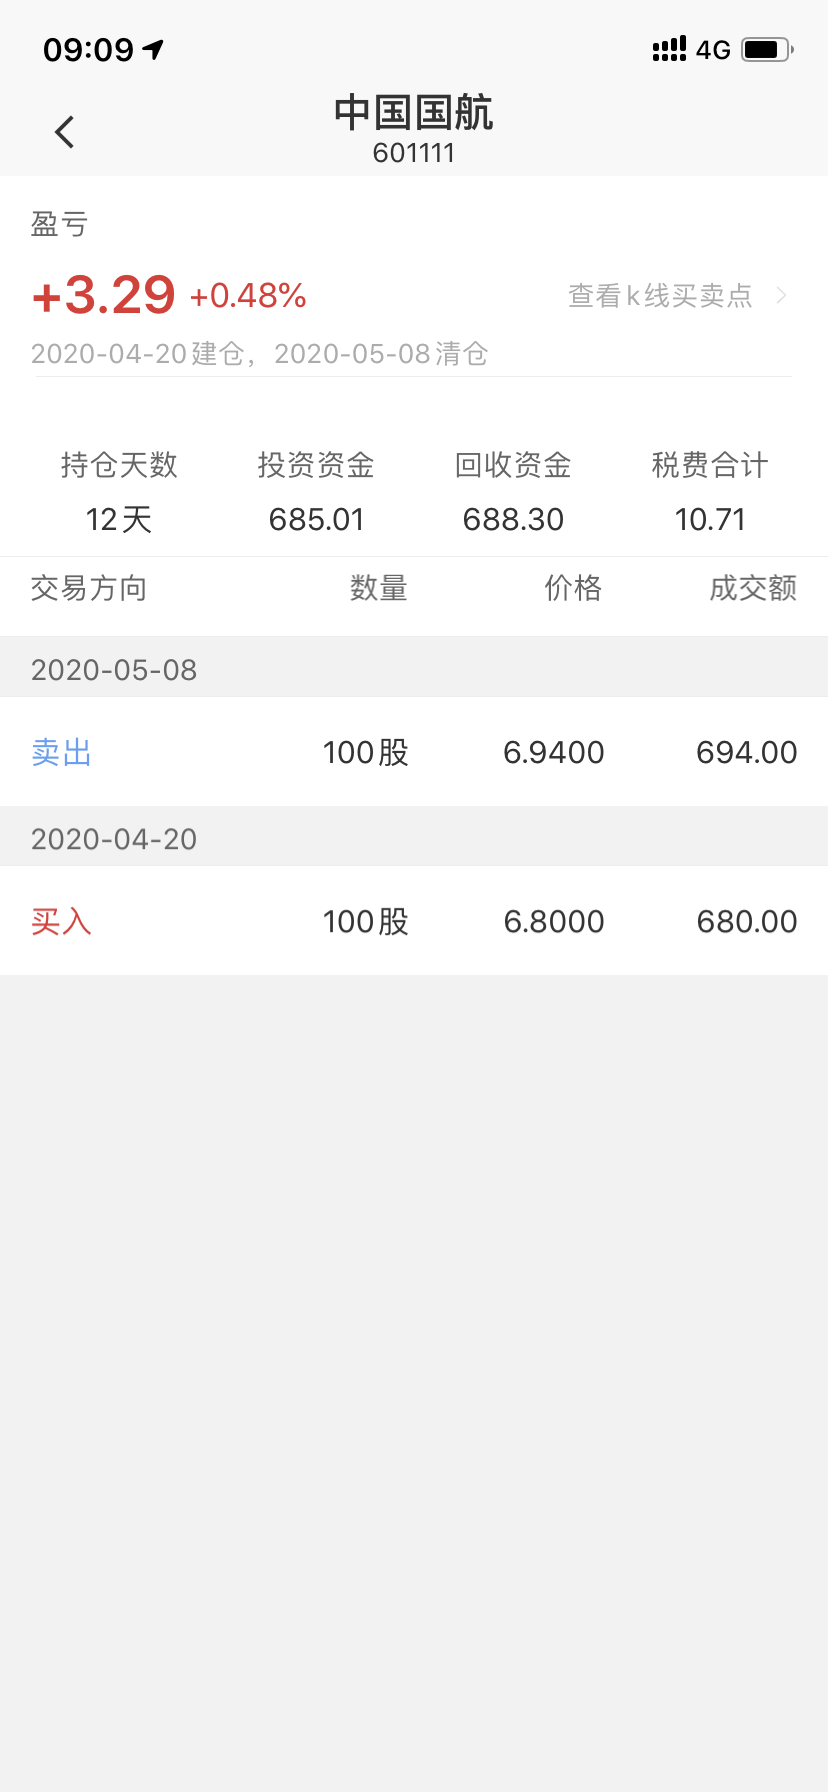 09:09 4G
中国国航
601111
盈亏
+3.29 +0.48% 查看k线买卖点
2020-04-20建仓，2020-05-08清仓
持仓天数 投资资金 回收资金 税费合计
12天 685.01 688.30 10.71
交易方向 数量 价格 成交额
2020-05-08
卖出 100股 6.9400 694.00
2020-04-20
买入 100股 6.8000 680.00